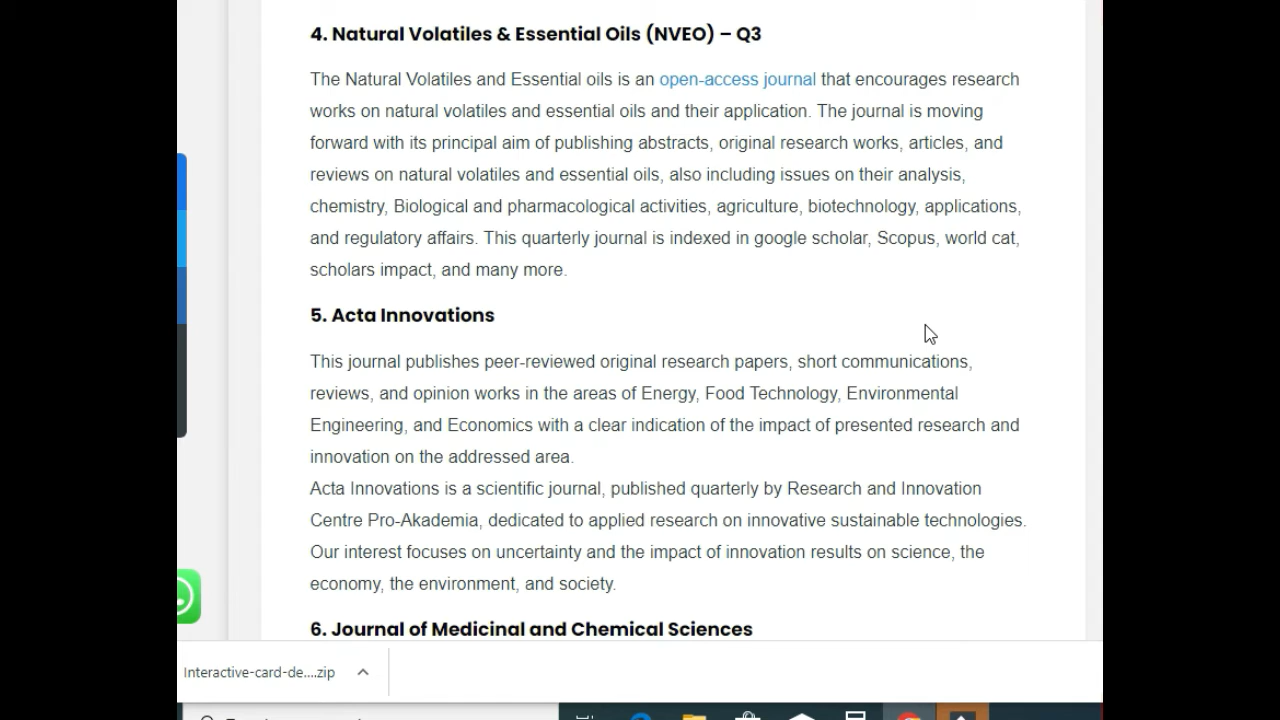 4. Natural Volatiles & Essential Oils (NVEO) – Q3
The Natural Volatiles and Essential oils is an open-access journal that encourages research
works on natural volatiles and essential oils and their application. The journal is moving
forward with its principal aim of publishing abstracts, original research works, articles, and
reviews on natural volatiles and essential oils, also including issues on their analysis,
chemistry, Biological and pharmacological activities, agriculture, biotechnology, applications,
and regulatory affairs. This quarterly journal is indexed in google scholar, Scopus, world cat,
scholars impact, and many more.
5. Acta Innovations
This journal publishes peer-reviewed original research papers, short communications,
reviews, and opinion works in the areas of Energy, Food Technology, Environmental
Engineering, and Economics with a clear indication of the impact of presented research and
innovation on the addressed area.
Acta Innovations is a scientific journal, published quarterly by Research and Innovation
Centre Pro-Akademia, dedicated to applied research on innovative sustainable technologies.
Our interest focuses on uncertainty and the impact of innovation results on science, the
economy, the environment, and society.
6. Journal of Medicinal and Chemical Sciences
Interactive-card-de....zip